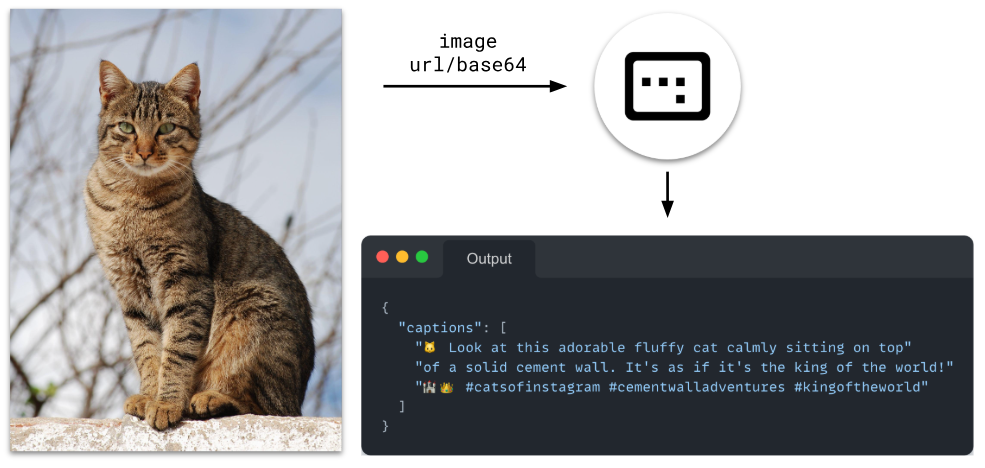 image
url/base64
Output
{
"captions": [
"🐱 Look at this adorable fluffy cat calmly sitting on top"
"of a solid cement wall. It's as if it's the king of the world!"
"🏰👑 #catsofinstagram #cementwalladventures #kingoftheworld"
]
}